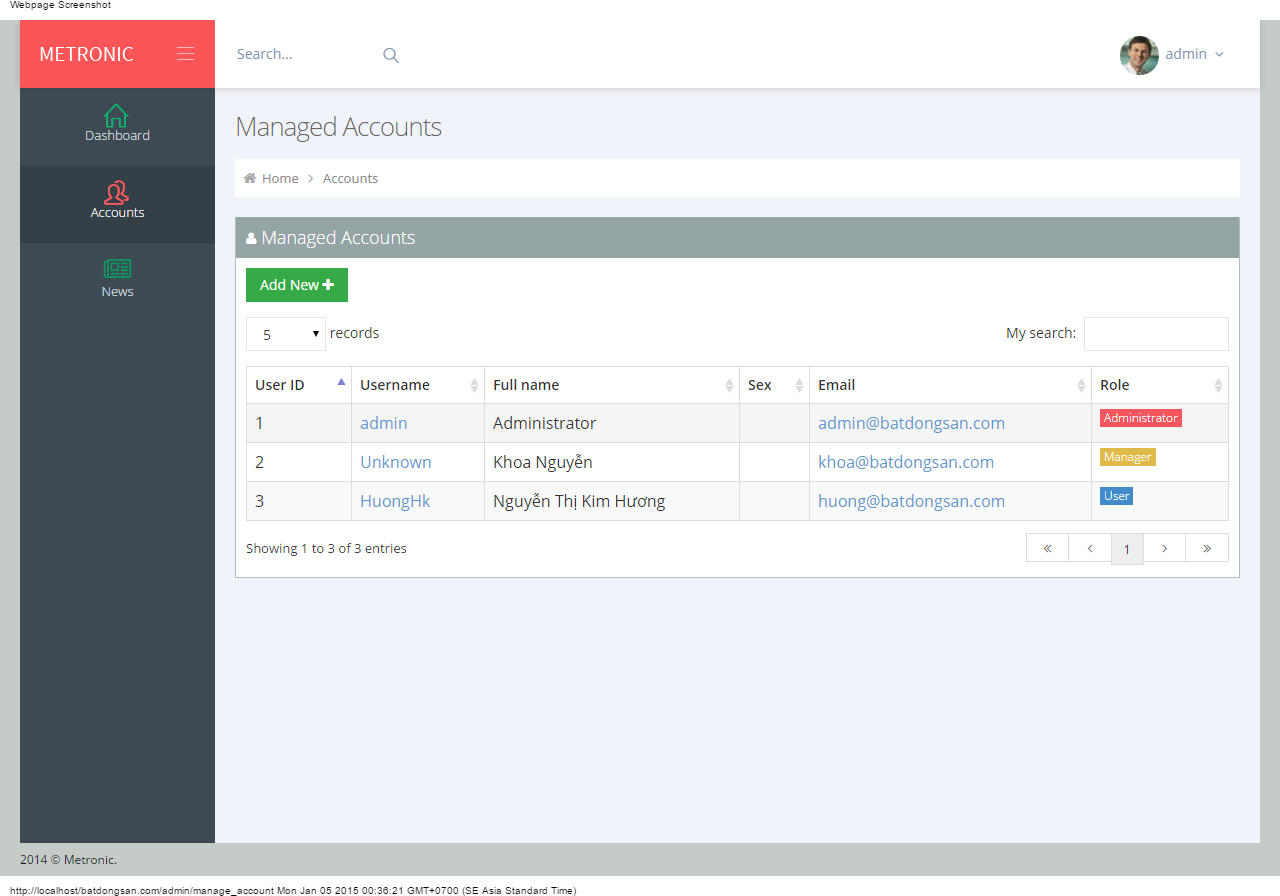 Webpage Screenshot
METRONIC
Search...
admin
Dashboard
Accounts
News
Managed Accounts
Home > Accounts
Managed Accounts
Add New
5 records
My search:
User ID Username Full name Sex Email Role
1 admin Administrator admin@batdongsan.com Administrator
2 Unknown Khoa Nguyễn khoa@batdongsan.com Manager
3 HuongHk Nguyễn Thị Kim Hương huong@batdongsan.com User
Showing 1 to 3 of 3 entries
« ‹ 1 › »
2014 © Metronic.
http://localhost/batdongsan.com/admin/manage_account Mon Jan 05 2015 00:36:21 GMT+0700 (SE Asia Standard Time)